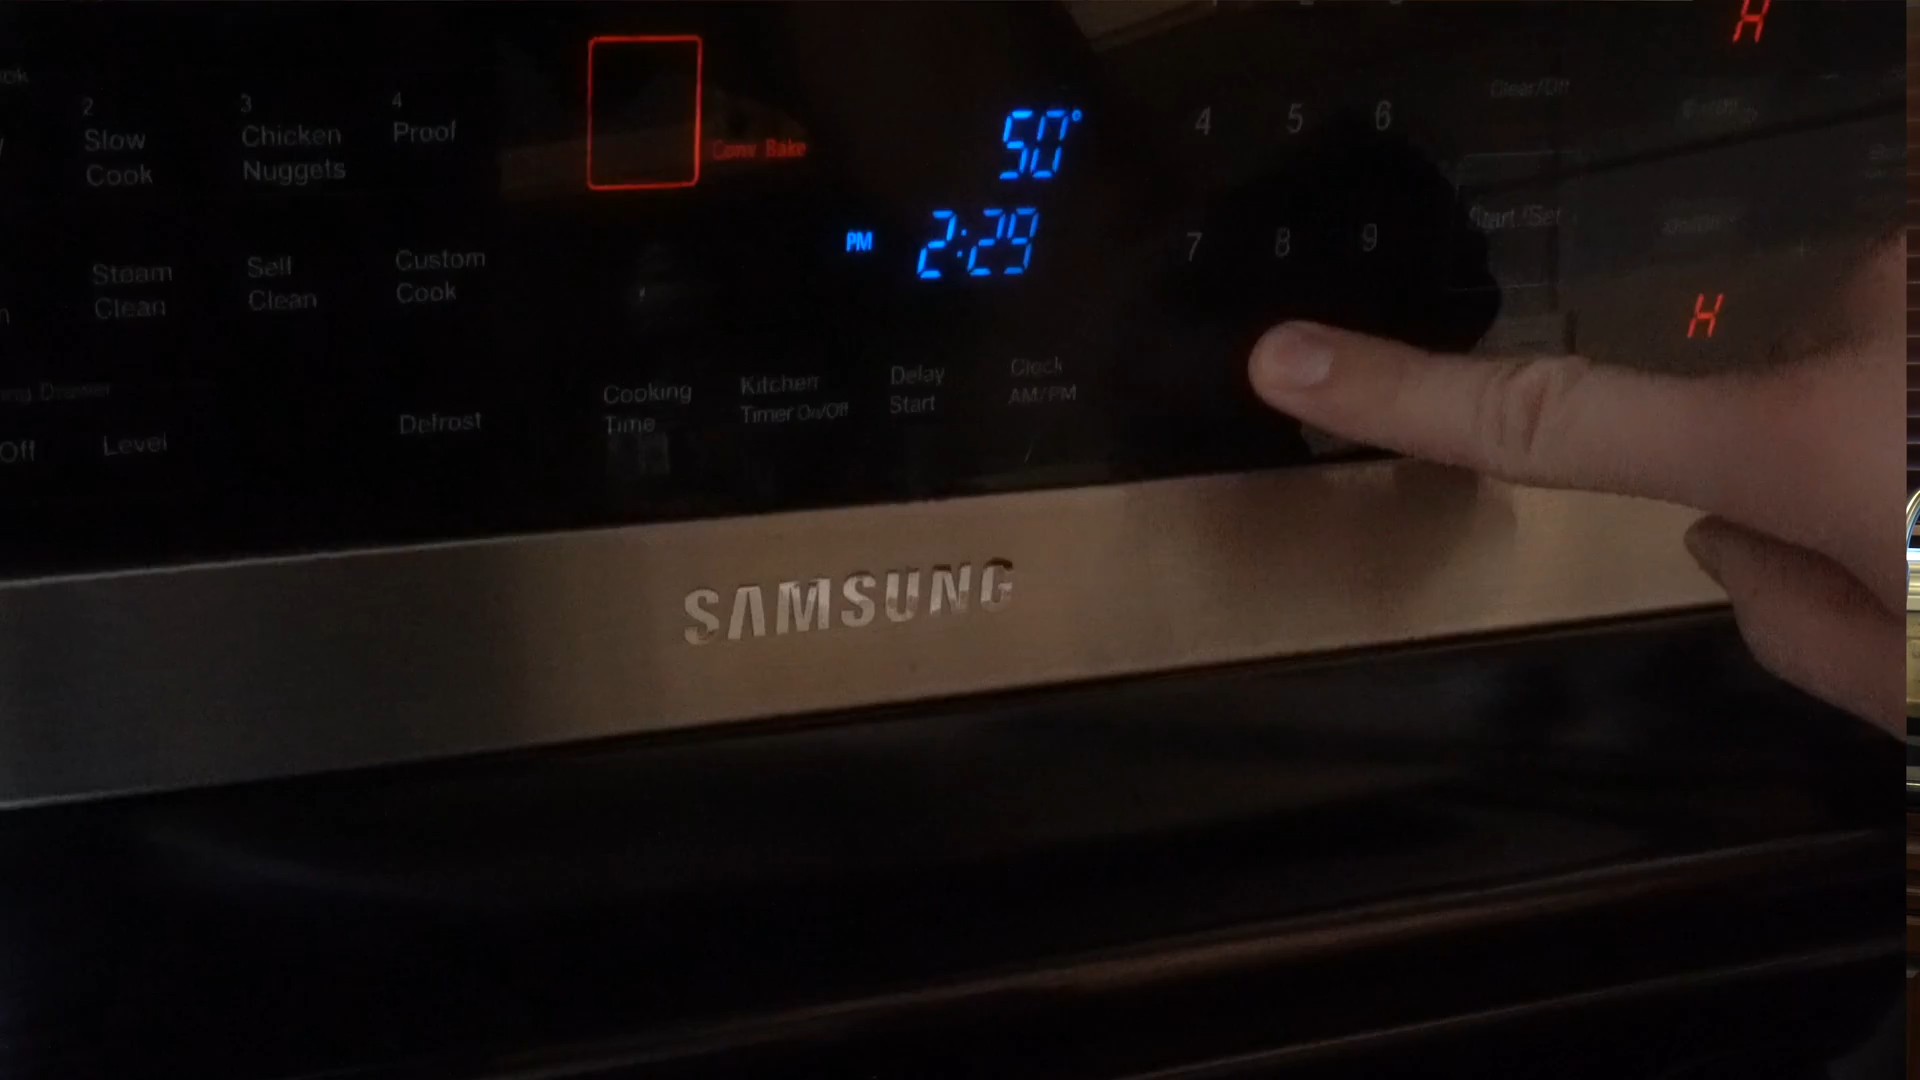 H
4 5 6
Clear/Off
2
Slow
Cook
3
Chicken
Nuggets
4
Proof
Conv Bake
50°
PM 2:29
7 8 9
Start/Set
H
Steam
Clean
Self
Clean
Custom
Cook
Off
Level
Defrost
Cooking
Time
Kitchen
Timer On/Off
Delay
Start
Clock
AM/PM
SAMSUNG